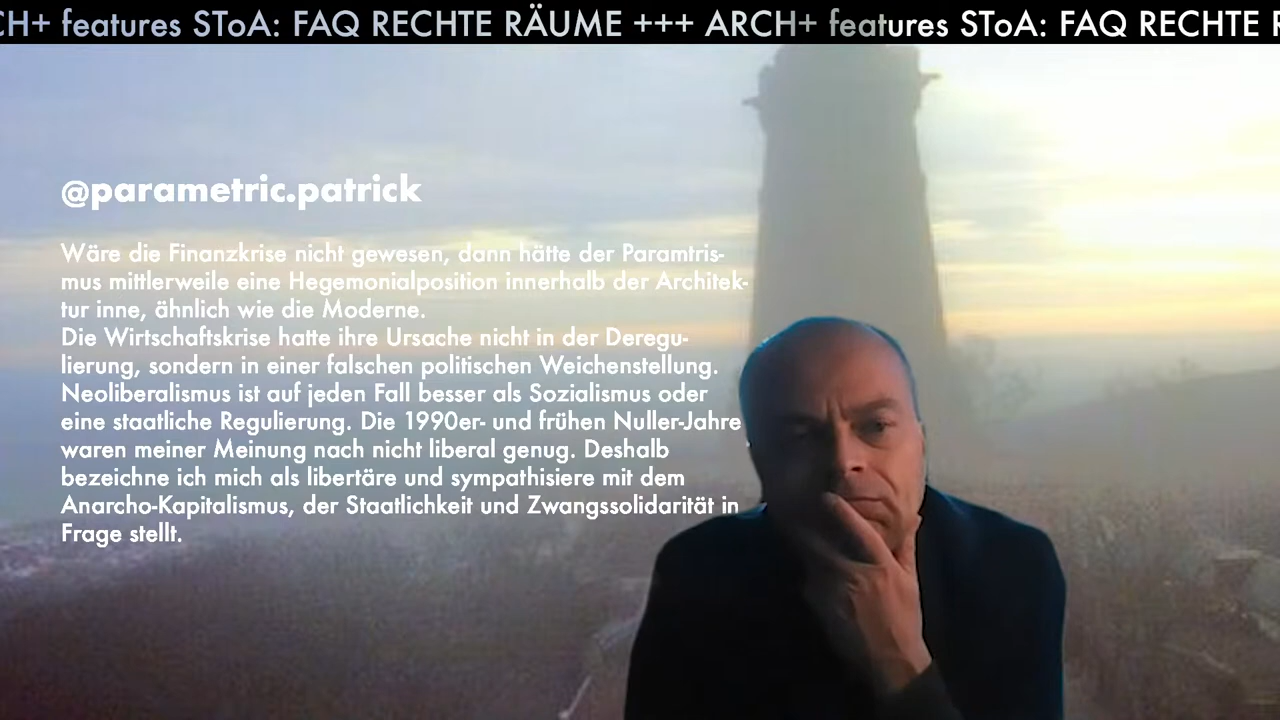 CH+ features SToA: FAQ RECHTE RÄUME +++ ARCH+ features SToA: FAQ RECHTE R
@parametric.patrick
Wäre die Finanzkrise nicht gewesen, dann hätte der Paramtris-
mus mittlerweile eine Hegemonialposition innerhalb der Architek-
tur inne, ähnlich wie die Moderne.
Die Wirtschaftskrise hatte ihre Ursache nicht in der Deregu-
lierung, sondern in einer falschen politischen Weichenstellung.
Neoliberalismus ist auf jeden Fall besser als Sozialismus oder
eine staatliche Regulierung. Die 1990er- und frühen Nuller-Jahre
waren meiner Meinung nach nicht liberal genug. Deshalb
bezeichne ich mich als libertäre und sympathisiere mit dem
Anarcho-Kapitalismus, der Staatlichkeit und Zwangssolidarität in
Frage stellt.